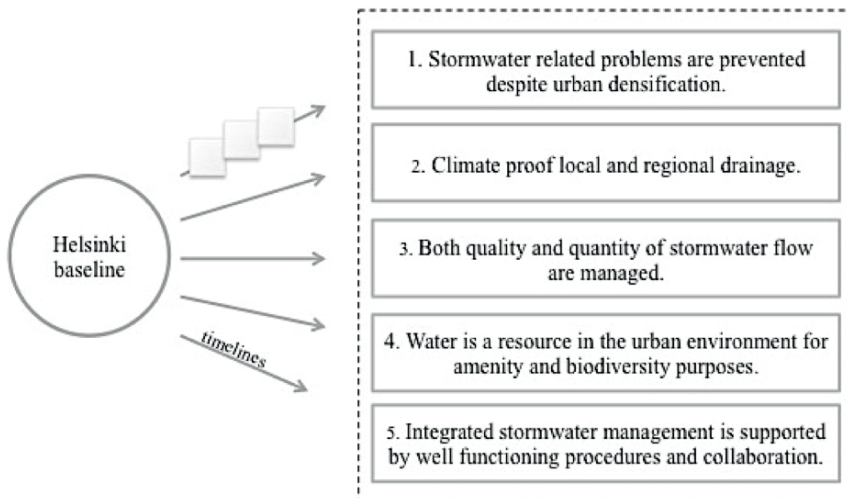 Helsinki
baseline
timelines
1. Stormwater related problems are prevented
despite urban densification.
2. Climate proof local and regional drainage.
3. Both quality and quantity of stormwater flow
are managed.
4. Water is a resource in the urban environment for
amenity and biodiversity purposes.
5. Integrated stormwater management is supported
by well functioning procedures and collaboration.